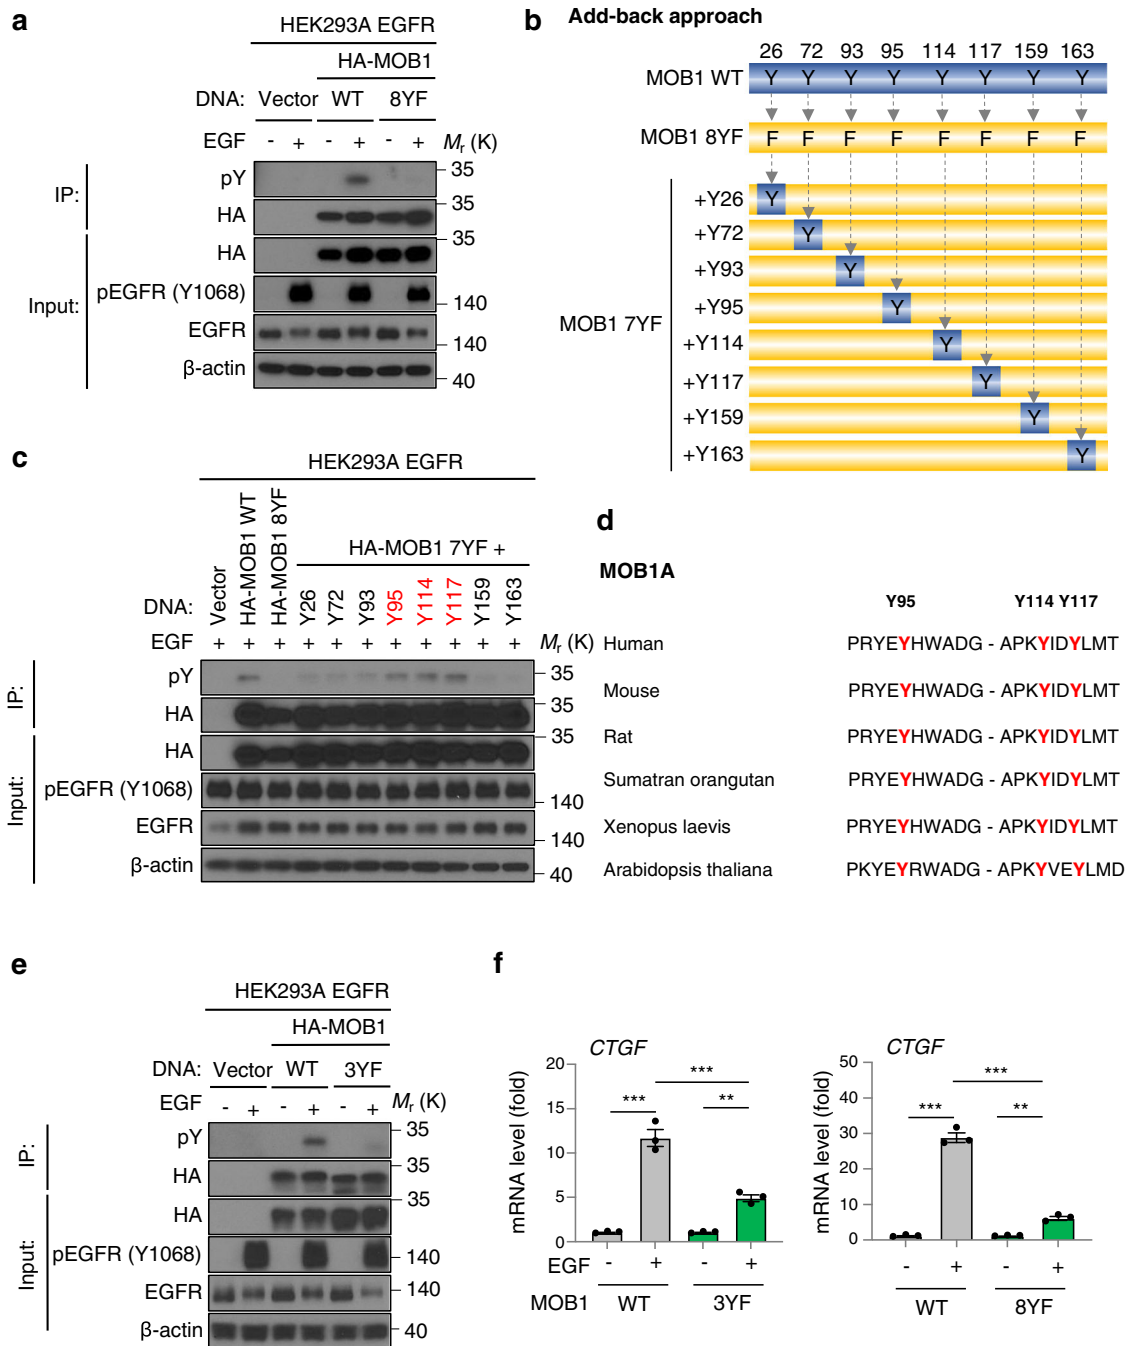 a
HEK293A EGFR
HA-MOB1
DNA: Vector WT 8YF
EGF - + - + - + Mr (K)
IP:
pY 35
HA 35
Input:
HA 35
pEGFR (Y1068) 140
EGFR 140
β-actin 40
b Add-back approach
26 72 93 95 114 117 159 163
MOB1 WT Y Y Y Y Y Y Y Y
MOB1 8YF F F F F F F F F
MOB1 7YF
+Y26 Y
+Y72 Y
+Y93 Y
+Y95 Y
+Y114 Y
+Y117 Y
+Y159 Y
+Y163 Y
c
HEK293A EGFR
HA-MOB1 7YF +
DNA: Vector HA-MOB1 WT HA-MOB1 8YF Y26 Y72 Y93 Y95 Y114 Y117 Y159 Y163
EGF + + + + + + + + + + + Mr (K)
IP:
pY 35
HA 35
Input:
HA 35
pEGFR (Y1068) 140
EGFR 140
β-actin 40
d
MOB1A
Y95 Y114 Y117
Human PRYEYHWADG - APKYIDYLMT
Mouse PRYEYHWADG - APKYIDYLMT
Rat PRYEYHWADG - APKYIDYLMT
Sumatran orangutan PRYEYHWADG - APKYIDYLMT
Xenopus laevis PRYEYHWADG - APKYIDYLMT
Arabidopsis thaliana PKYEYRWADG - APKYVEYLMD
e
HEK293A EGFR
HA-MOB1
DNA: Vector WT 3YF
EGF - + - + - + Mr (K)
IP:
pY 35
HA 35
Input:
HA 35
pEGFR (Y1068) 140
EGFR 140
β-actin 40
f
CTGF
mRNA level (fold)
20
15
10
5
0
***
*** **
EGF - + - +
MOB1 WT 3YF
CTGF
mRNA level (fold)
50
40
30
20
10
0
***
*** **
- + - +
WT 8YF